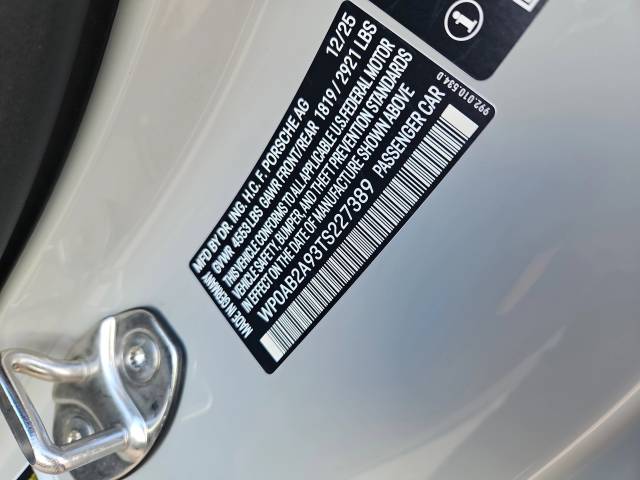 MFD BY DR. ING. H.C. F. PORSCHE AG 12/25
GVWR 4553 LBS GAWR FRONT/REAR 1819 / 2921 LBS
THIS VEHICLE CONFORMS TO ALL APPLICABLE U.S. FEDERAL MOTOR
VEHICLE SAFETY, BUMPER, AND THEFT PREVENTION STANDARDS
IN EFFECT ON THE DATE OF MANUFACTURE SHOWN ABOVE
MADE IN GERMANY WP0AB2A93TS227389 PASSENGER CAR
992.010.534.0
i